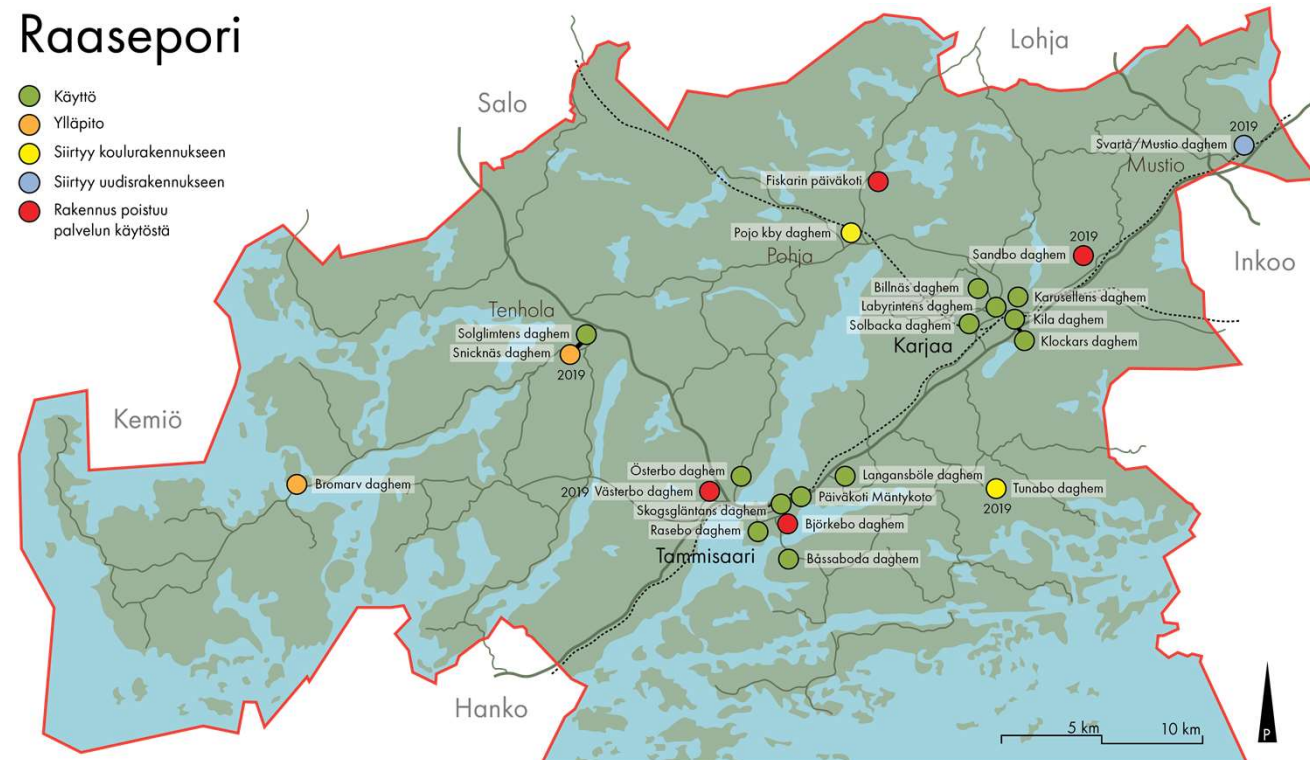 Raasepori
Käyttö
Ylläpito
Siirtyy koulurakennukseen
Siirtyy uudisrakennukseen
Rakennus poistuu
palvelun käytöstä
Lohja
Salo
2019
Svartå/Mustio daghem
Mustio
Fiskarin päiväkoti
Pojo kby daghem
Pohja
2019
Sandbo daghem
Inkoo
Billnäs daghem
Karusellens daghem
Labyrintens daghem
Kila daghem
Solbacka daghem
Klockars daghem
Karjaa
Tenhola
Solglimtens daghem
Snicknäs daghem
2019
Kemiö
Bromarv daghem
Österbo daghem
Langansböle daghem
2019 Västerbo daghem
Päiväkoti Mäntykoto
Tunabo daghem
2019
Skogsgläntans daghem
Björkebo daghem
Rasebo daghem
Tammisaari
Båssaboda daghem
Hanko
5 km
10 km
P